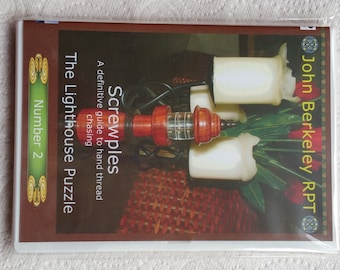 John Berkeley RPT
Screwples
A definitive guide to hand thread
chasing
The Lighthouse Puzzle
Number 2